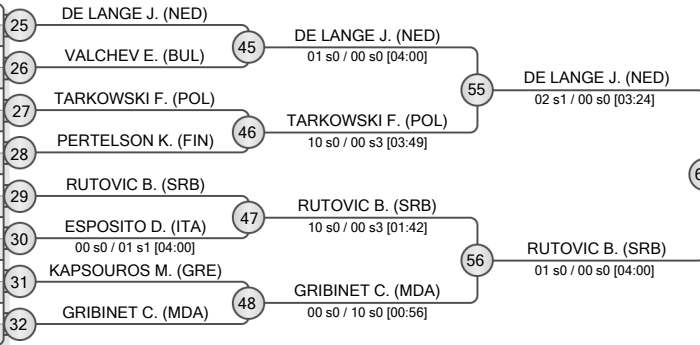 25
DE LANGE J. (NED)
26
VALCHEV E. (BUL)
45
DE LANGE J. (NED)
01 s0 / 00 s0 [04:00]
27
TARKOWSKI F. (POL)
28
PERTELSON K. (FIN)
46
TARKOWSKI F. (POL)
10 s0 / 00 s3 [03:49]
55
DE LANGE J. (NED)
02 s1 / 00 s0 [03:24]
29
RUTOVIC B. (SRB)
30
ESPOSITO D. (ITA)
00 s0 / 01 s1 [04:00]
47
RUTOVIC B. (SRB)
10 s0 / 00 s3 [01:42]
31
KAPSOUROS M. (GRE)
32
GRIBINET C. (MDA)
48
GRIBINET C. (MDA)
00 s0 / 10 s0 [00:56]
56
RUTOVIC B. (SRB)
01 s0 / 00 s0 [04:00]